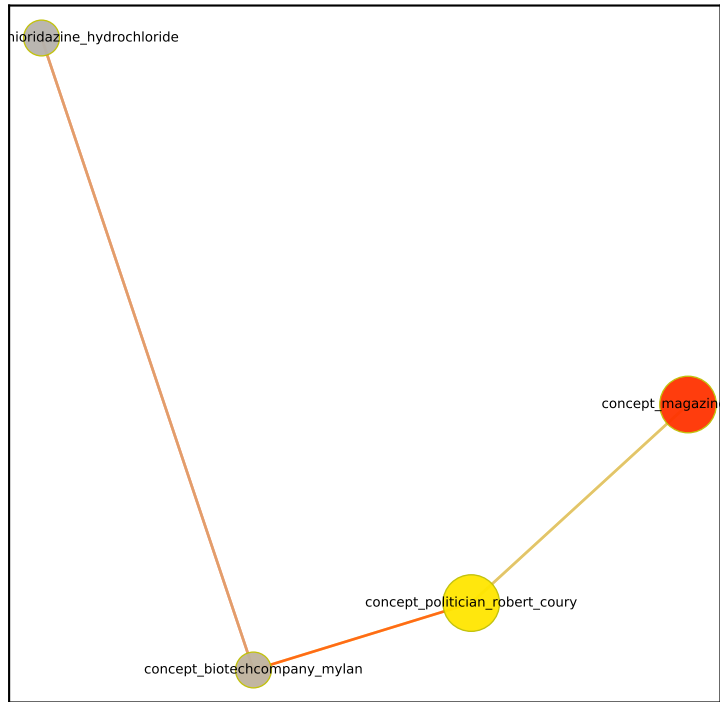 hioridazine_hydrochloride
concept_magazin
concept_politician_robert_coury
concept_biotechcompany_mylan